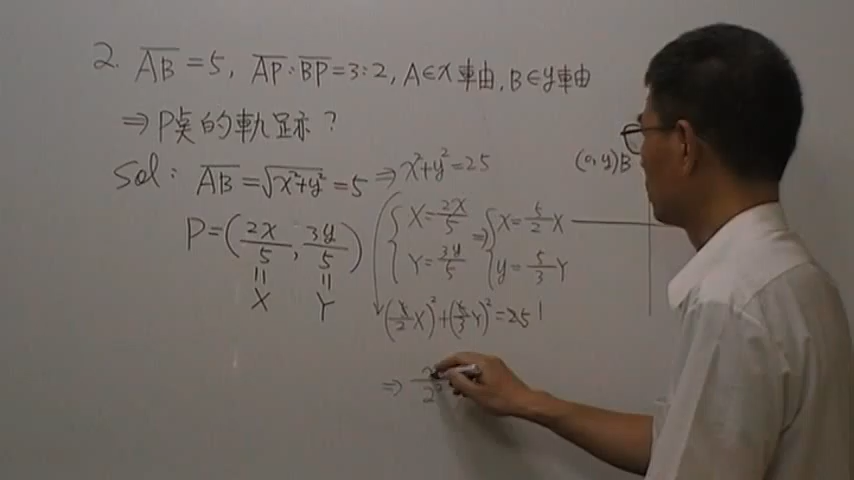 2. AB = 5, AP : BP = 3 : 2, A∈x軸, B∈y軸
⇒ P點的軌跡?
Sol: AB = √x²+y² = 5 ⇒ x²+y² = 25
(0,y)B
P = (2x/5, 3y/5)
= =
X Y
{ X = 2x/5 ⇒ { x = 5/2 X
Y = 3y/5 y = 5/3 Y
(5/2 X)² + (5/3 Y)² = 25 1
⇒ 2²